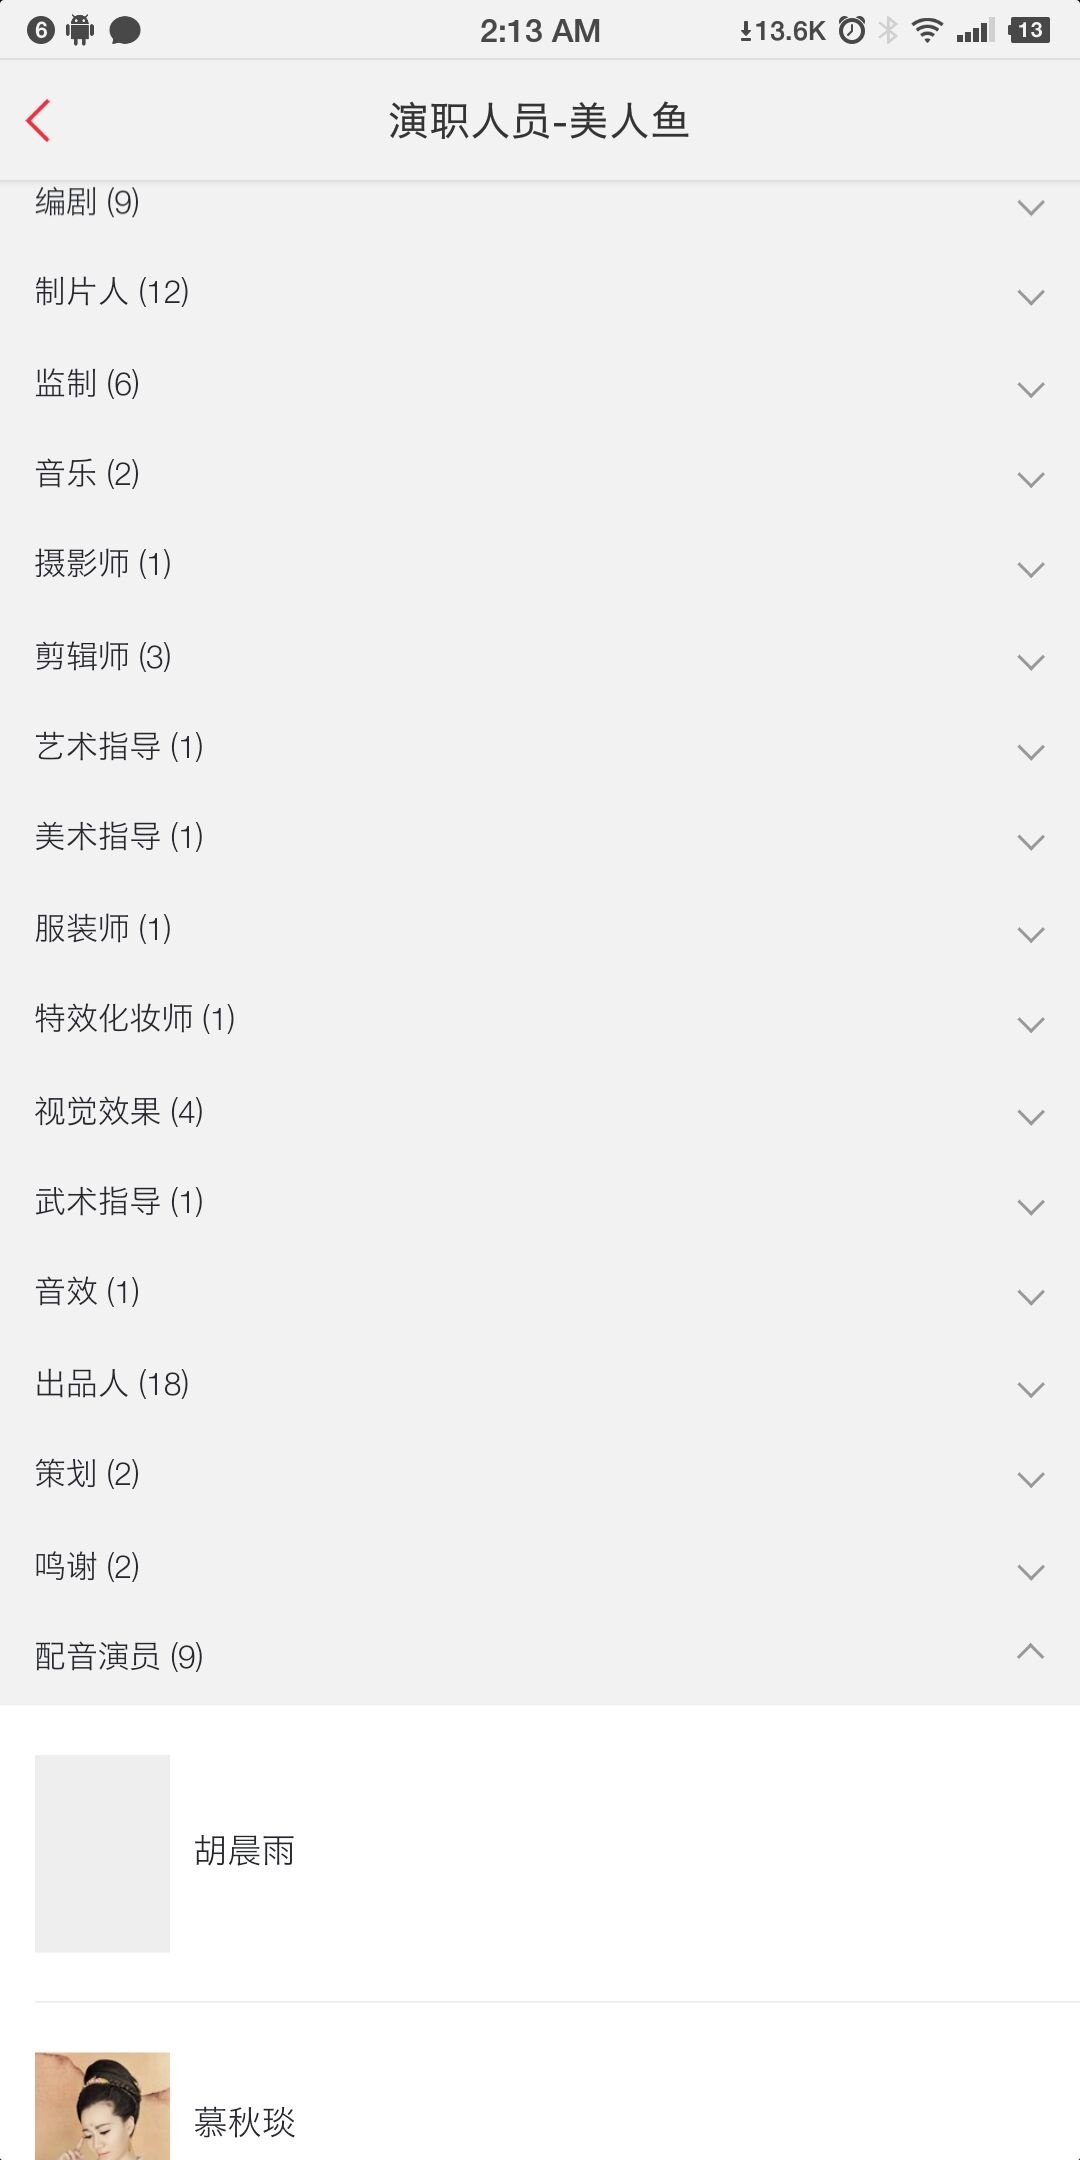 6
2:13 AM
13.6K
13
演职人员-美人鱼
编剧 (9)
制片人 (12)
监制 (6)
音乐 (2)
摄影师 (1)
剪辑师 (3)
艺术指导 (1)
美术指导 (1)
服装师 (1)
特效化妆师 (1)
视觉效果 (4)
武术指导 (1)
音效 (1)
出品人 (18)
策划 (2)
鸣谢 (2)
配音演员 (9)
胡晨雨
慕秋琰